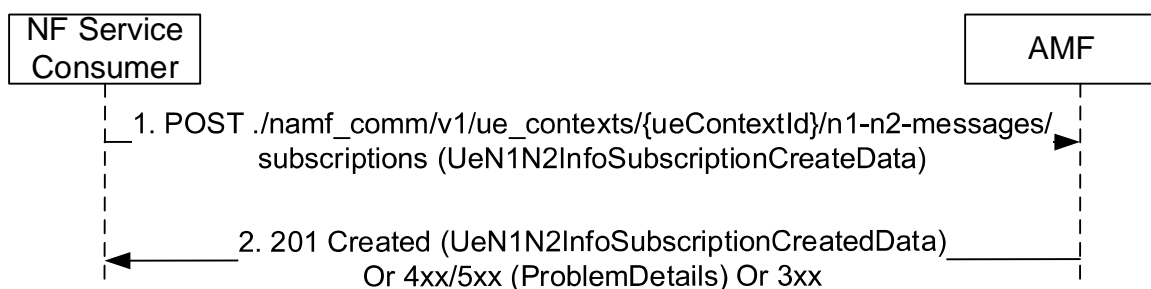 NF Service
Consumer
AMF
1. POST ./namf_comm/v1/ue_contexts/{ueContextId}/n1-n2-messages/
subscriptions (UeN1N2InfoSubscriptionCreateData)
2. 201 Created (UeN1N2InfoSubscriptionCreatedData)
Or 4xx/5xx (ProblemDetails) Or 3xx